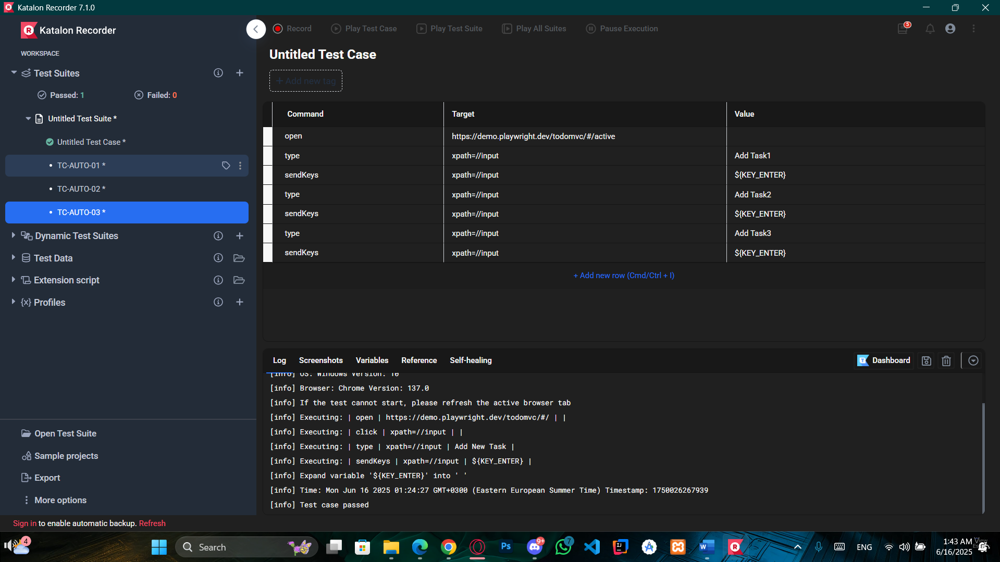 Katalon Recorder 7.1.0
Katalon Recorder
Record
Play Test Case
Play Test Suite
Play All Suites
Pause Execution
5
WORKSPACE
Test Suites
Passed: 1
Failed: 0
Untitled Test Suite *
Untitled Test Case *
TC-AUTO-01 *
TC-AUTO-02 *
TC-AUTO-03 *
Dynamic Test Suites
Test Data
Extension script
Profiles
Open Test Suite
Sample projects
Export
More options
Sign in to enable automatic backup. Refresh
Untitled Test Case
+ Add new tag
Command Target Value
open https://demo.playwright.dev/todomvc/#/active
type xpath=//input Add Task1
sendKeys xpath=//input ${KEY_ENTER}
type xpath=//input Add Task2
sendKeys xpath=//input ${KEY_ENTER}
type xpath=//input Add Task3
sendKeys xpath=//input ${KEY_ENTER}
+ Add new row (Cmd/Ctrl + I)
Log Screenshots Variables Reference Self-healing
Dashboard
[info] OS: Windows Version: 10
[info] Browser: Chrome Version: 137.0
[info] If the test cannot start, please refresh the active browser tab
[info] Executing: | open | https://demo.playwright.dev/todomvc/#/ | |
[info] Executing: | click | xpath=//input | |
[info] Executing: | type | xpath=//input | Add New Task |
[info] Executing: | sendKeys | xpath=//input | ${KEY_ENTER} |
[info] Expand variable '${KEY_ENTER}' into ' '
[info] Time: Mon Jun 16 2025 01:24:27 GMT+0300 (Eastern European Summer Time) Timestamp: 1750026267939
[info] Test case passed
4
Search
Ps
9+
7
ENG
1:43 AM
6/16/2025